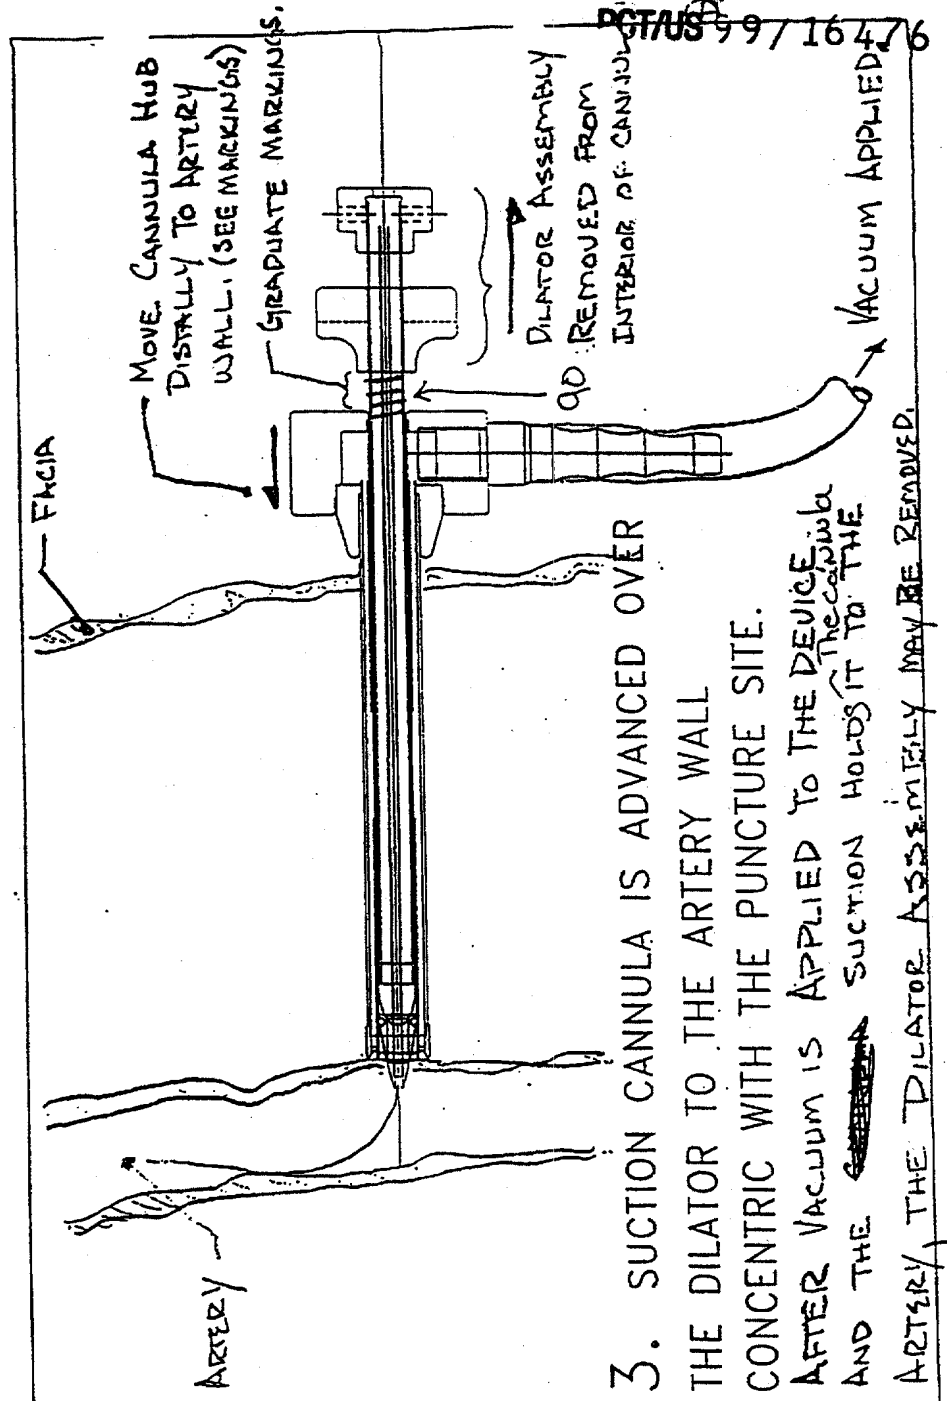 PCT/US 99/16476
FACIA
MOVE CANNULA HUB
DISTALLY TO ARTERY
WALL. (SEE MARKINGS)
GRADUATE MARKINGS.
DILATOR ASSEMBLY
REMOVED FROM
INTERIOR OF CANNUL
90
VACUUM APPLIED.
ARTERY
3. SUCTION CANNULA IS ADVANCED OVER
THE DILATOR TO THE ARTERY WALL
CONCENTRIC WITH THE PUNCTURE SITE.
AFTER VACUUM IS APPLIED TO THE DEVICE
The cannula
AND THE SUCTION HOLDS IT TO THE
ARTERY, THE DILATOR ASSEMBLY MAY BE REMOVED.